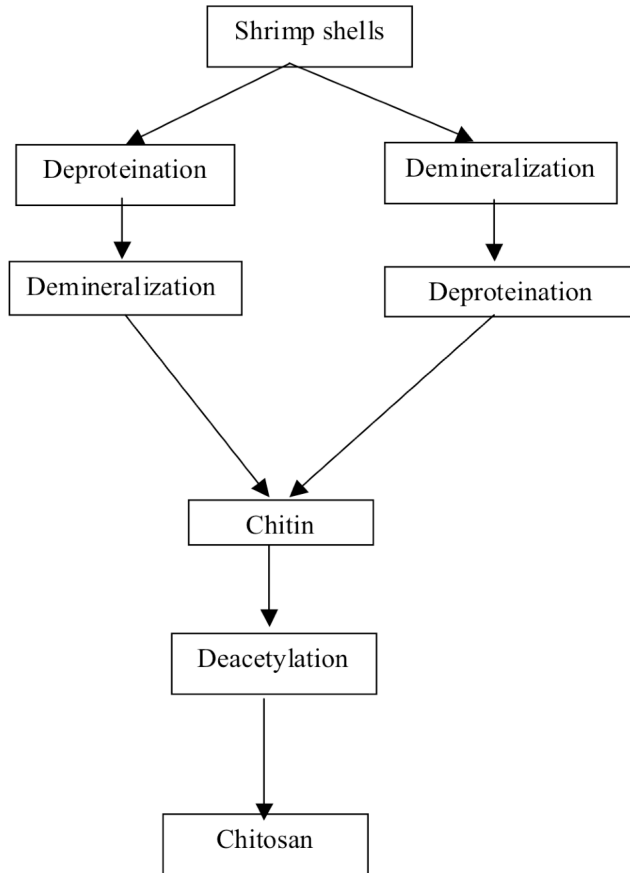 Shrimp shells
Deproteination
Demineralization
Demineralization
Deproteination
Chitin
Deacetylation
Chitosan